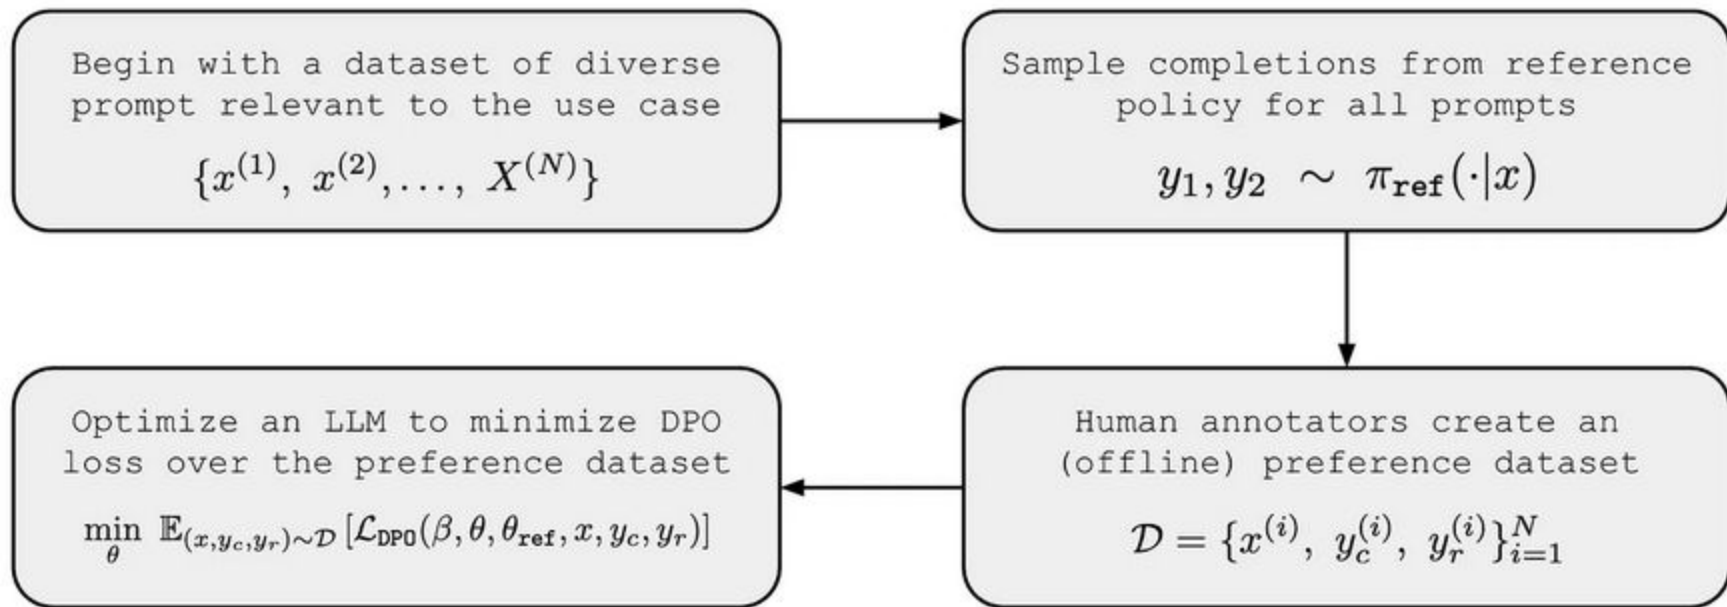 Begin with a dataset of diverse
prompt relevant to the use case
{x^{(1)}, x^{(2)},..., X^{(N)}}
Sample completions from reference
policy for all prompts
y_1, y_2 ∼ π_ref(·|x)
Human annotators create an
(offline) preference dataset
𝒟 = {x^{(i)}, y_c^{(i)}, y_r^{(i)}}_{i=1}^N
Optimize an LLM to minimize DPO
loss over the preference dataset
min_θ 𝔼_{(x,y_c,y_r)∼𝒟} [ℒ_DPO(β, θ, θ_ref, x, y_c, y_r)]